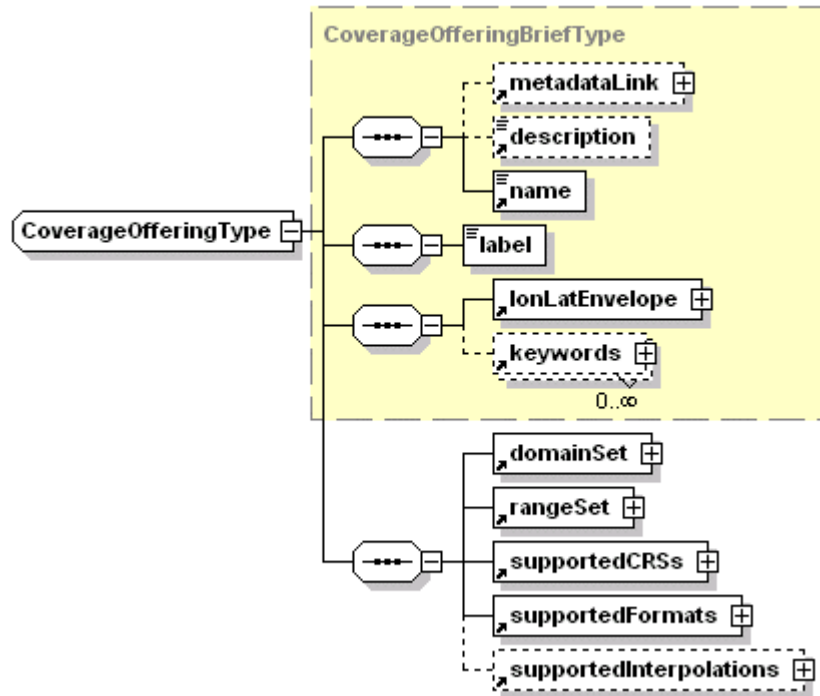 CoverageOfferingBriefType
metadataLink
description
name
CoverageOfferingType
label
lonLatEnvelope
keywords
0..∞
domainSet
rangeSet
supportedCRSs
supportedFormats
supportedInterpolations